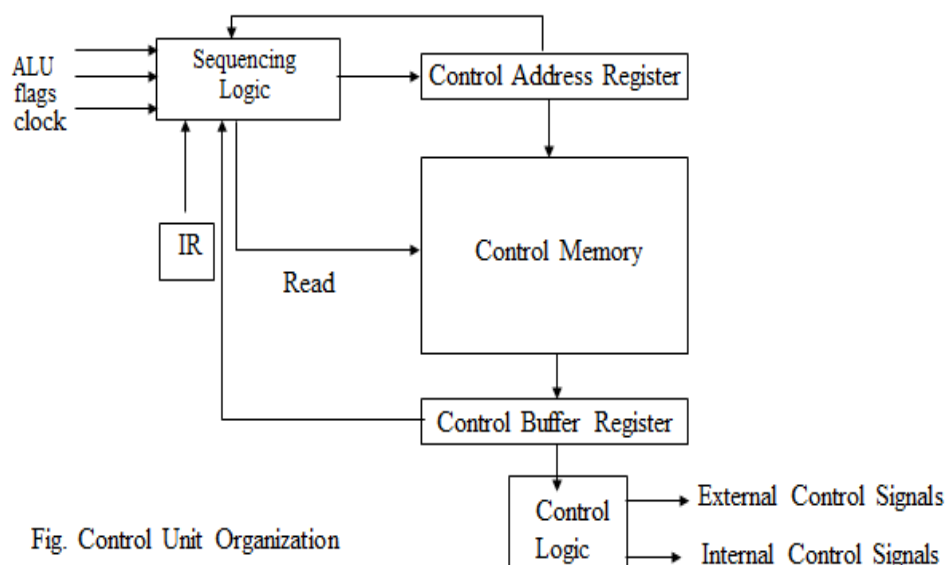 ALU
flags
clock
Sequencing
Logic
Control Address Register
IR
Read
Control Memory
Control Buffer Register
Control
Logic
External Control Signals
Internal Control Signals
Fig. Control Unit Organization